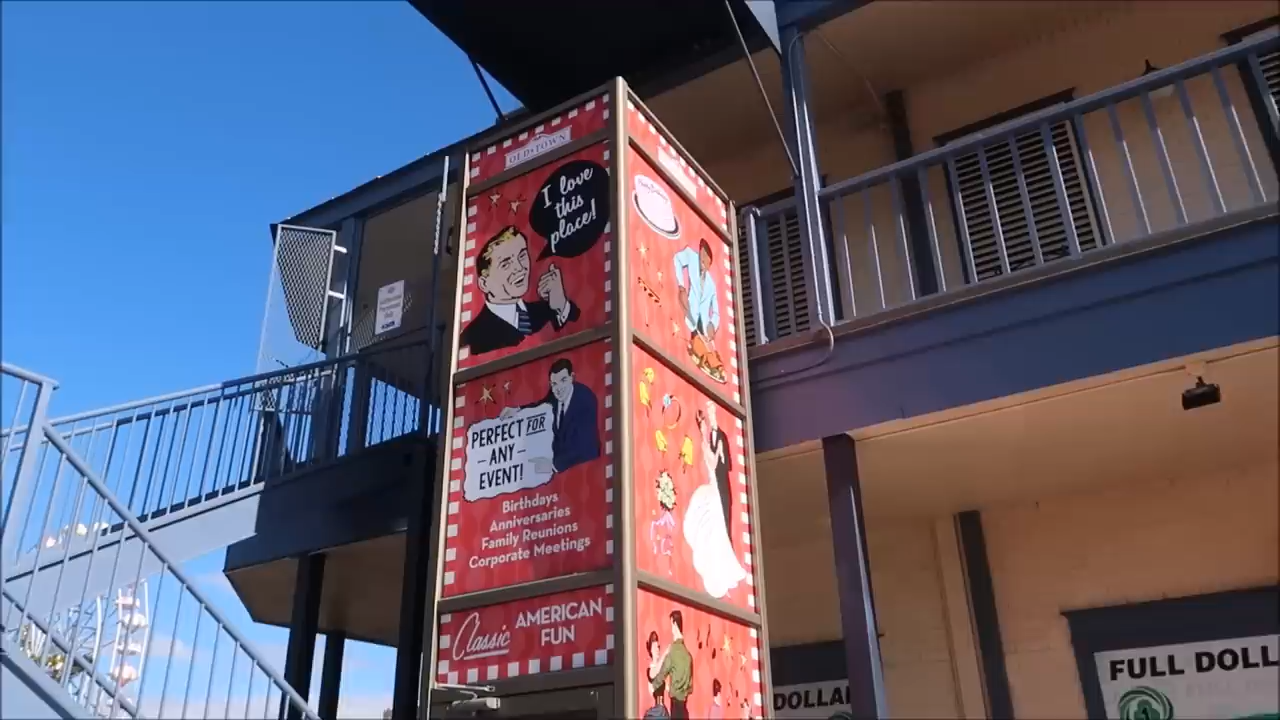 OLD TOWN
I love
this
place!
PERFECT FOR
ANY
EVENT!
Birthdays
Anniversaries
Family Reunions
Corporate Meetings
Classic AMERICAN
FUN
DOLLA
FULL DOLL